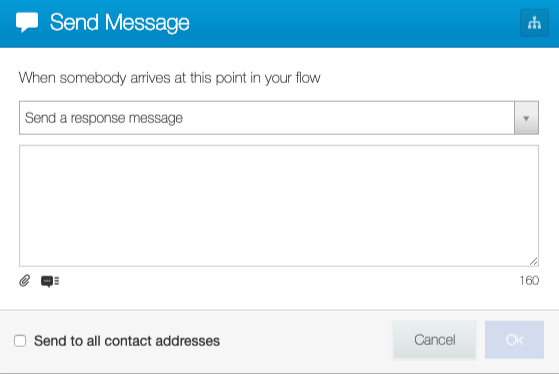 Send Message
When somebody arrives at this point in your flow
Send a response message
160
Send to all contact addresses
Cancel
Ok